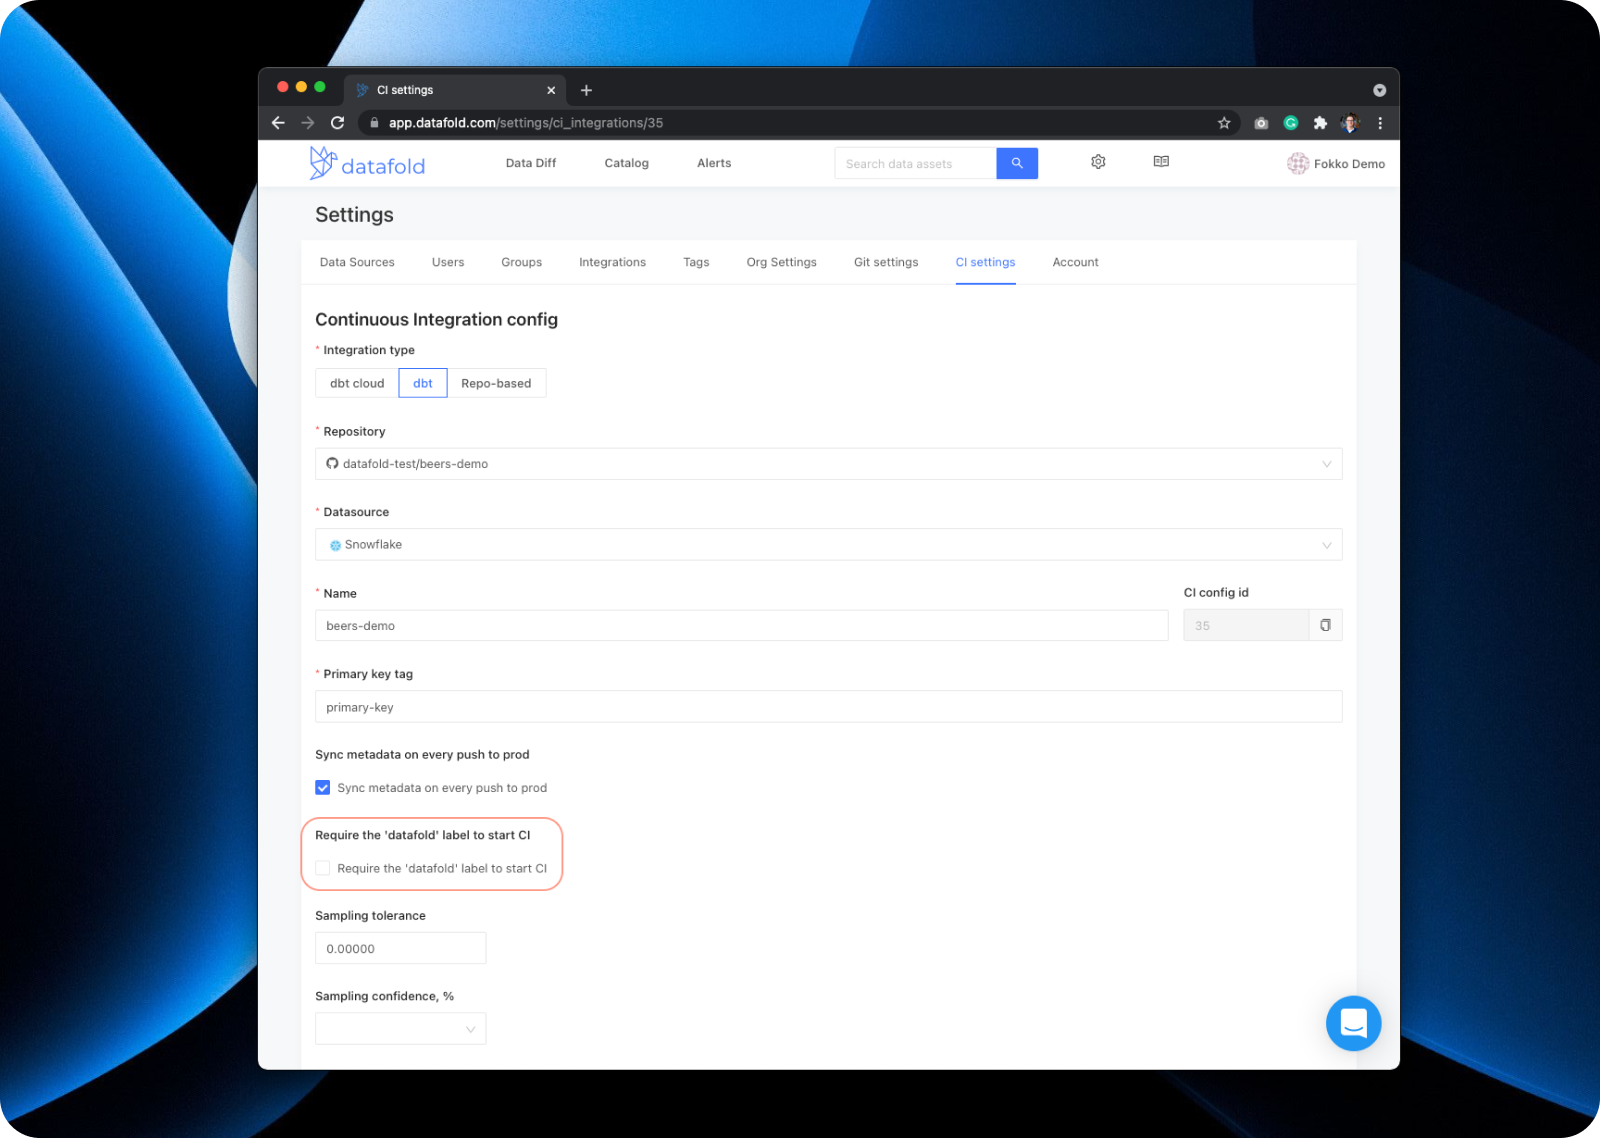 CI settings
app.datafold.com/settings/ci_integrations/35
datafold
Data Diff
Catalog
Alerts
Search data assets
Fokko Demo
Settings
Data Sources
Users
Groups
Integrations
Tags
Org Settings
Git settings
CI settings
Account
Continuous Integration config
* Integration type
dbt cloud
dbt
Repo-based
* Repository
datafold-test/beers-demo
* Datasource
Snowflake
* Name
CI config id
beers-demo
35
* Primary key tag
primary-key
Sync metadata on every push to prod
Sync metadata on every push to prod
Require the 'datafold' label to start CI
Require the 'datafold' label to start CI
Sampling tolerance
0.00000
Sampling confidence, %